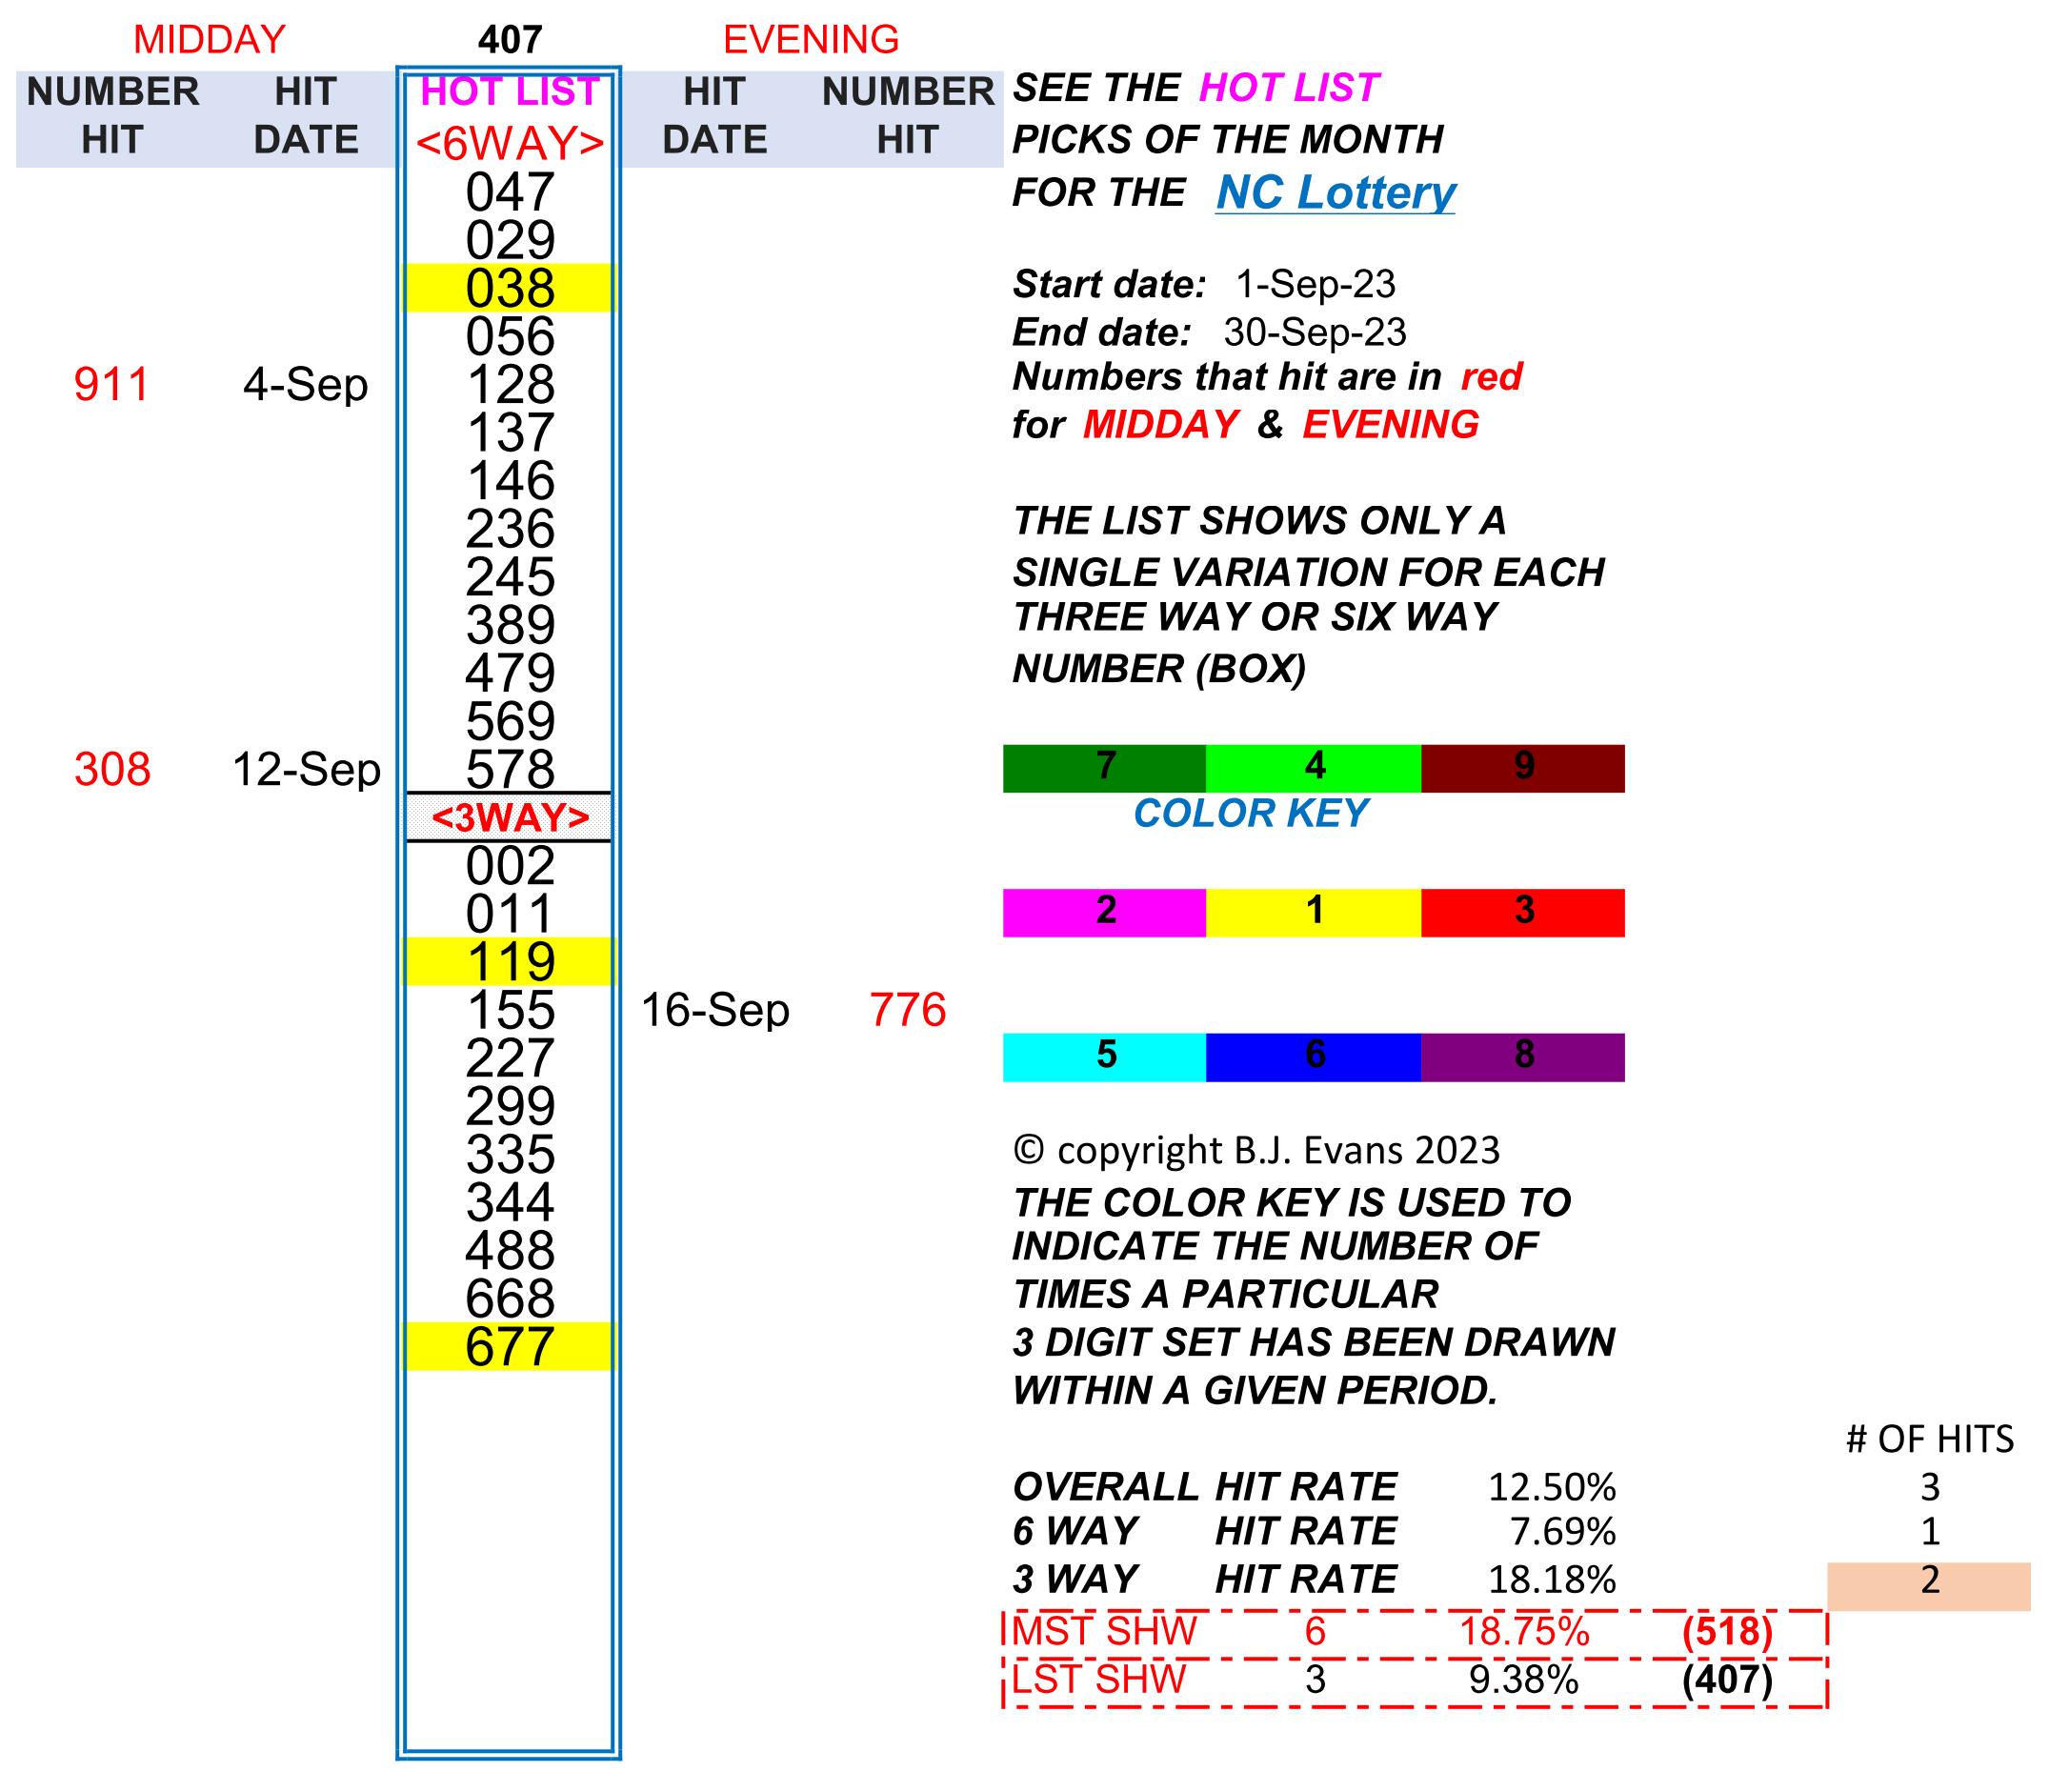 MIDDAY 407 EVENING
NUMBER HIT HOT LIST HIT NUMBER
HIT DATE <6WAY> DATE HIT
047
029
038
056
911 4-Sep 128
137
146
236
245
389
479
569
308 12-Sep 578
<3WAY>
002
011
119
155 16-Sep 776
227
299
335
344
488
668
677
SEE THE HOT LIST
PICKS OF THE MONTH
FOR THE NC Lottery
Start date: 1-Sep-23
End date: 30-Sep-23
Numbers that hit are in red
for MIDDAY & EVENING
THE LIST SHOWS ONLY A
SINGLE VARIATION FOR EACH
THREE WAY OR SIX WAY
NUMBER (BOX)
7 4 9
COLOR KEY
2 1 3
5 6 8
© copyright B.J. Evans 2023
THE COLOR KEY IS USED TO
INDICATE THE NUMBER OF
TIMES A PARTICULAR
3 DIGIT SET HAS BEEN DRAWN
WITHIN A GIVEN PERIOD.
# OF HITS
OVERALL HIT RATE 12.50% 3
6 WAY HIT RATE 7.69% 1
3 WAY HIT RATE 18.18% 2
MST SHW 6 18.75% (518)
LST SHW 3 9.38% (407)